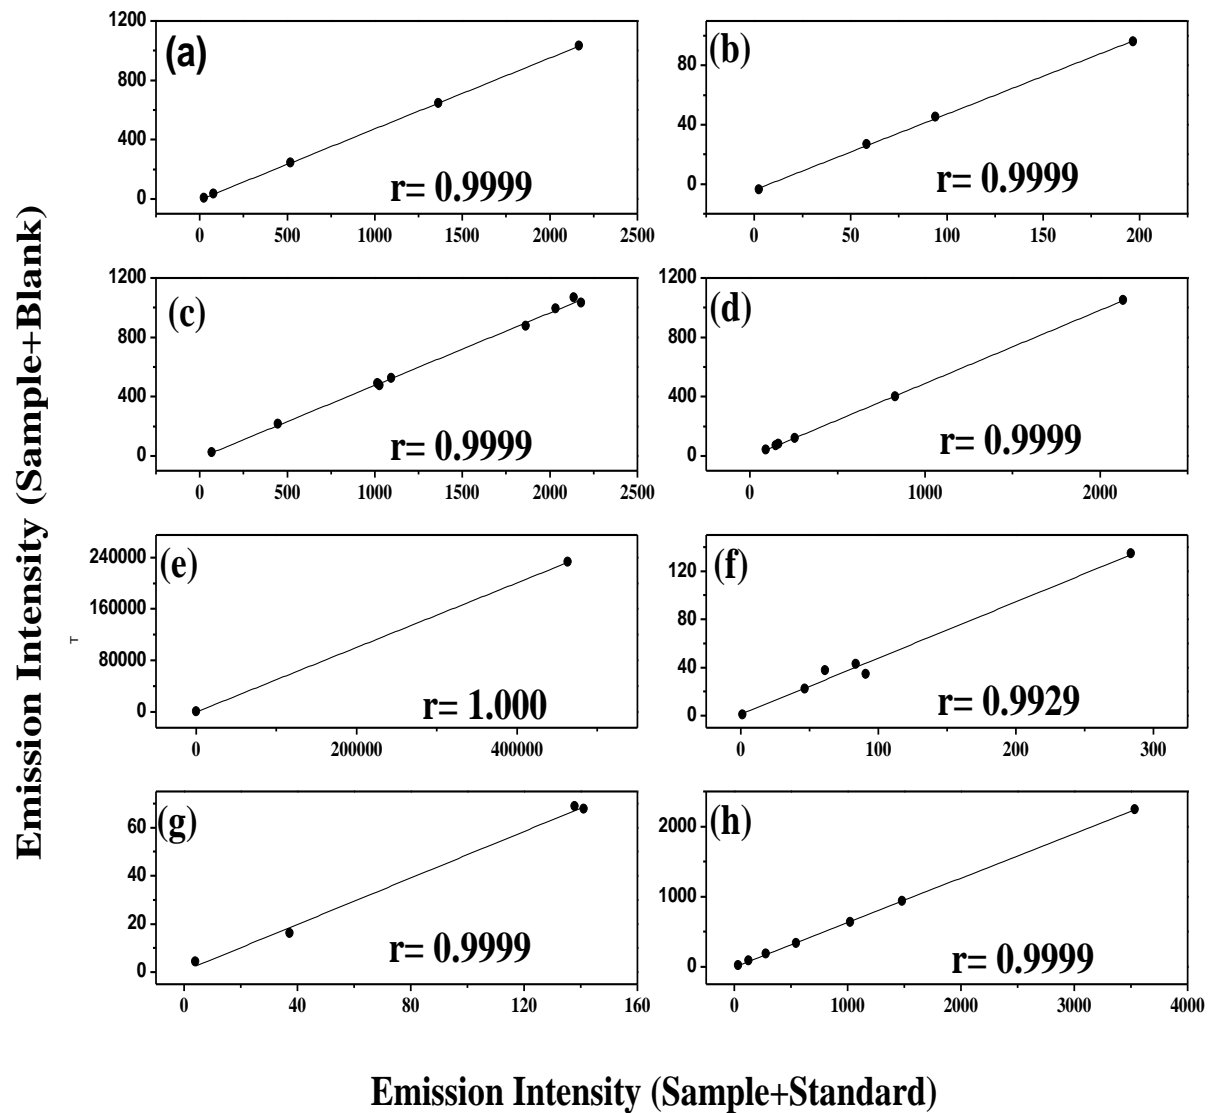 Emission Intensity (Sample+Blank)
(a)
1200
800
400
0
r= 0.9999
0 500 1000 1500 2000 2500
(b)
80
40
0
r= 0.9999
0 50 100 150 200
(c)
1200
800
400
0
r= 0.9999
0 500 1000 1500 2000 2500
(d)
1200
800
400
0
r= 0.9999
0 1000 2000
(e)
240000
160000
80000
0
r= 1.000
0 200000 400000
(f)
120
80
40
0
r= 0.9929
0 100 200 300
(g)
60
40
20
0
r= 0.9999
0 40 80 120 160
(h)
2000
1000
0
r= 0.9999
0 1000 2000 3000 4000
Emission Intensity (Sample+Standard)